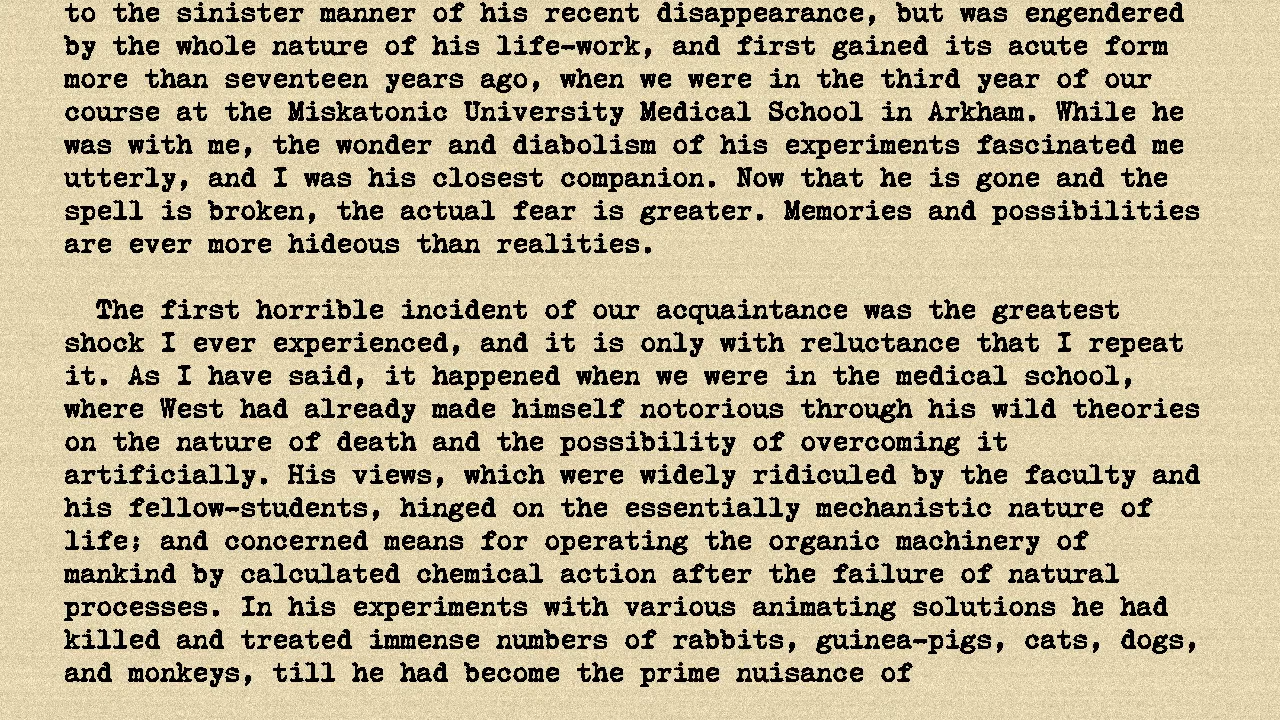 to the sinister manner of his recent disappearance, but was engendered
by the whole nature of his life-work, and first gained its acute form
more than seventeen years ago, when we were in the third year of our
course at the Miskatonic University Medical School in Arkham. While he
was with me, the wonder and diabolism of his experiments fascinated me
utterly, and I was his closest companion. Now that he is gone and the
spell is broken, the actual fear is greater. Memories and possibilities
are ever more hideous than realities.

The first horrible incident of our acquaintance was the greatest
shock I ever experienced, and it is only with reluctance that I repeat
it. As I have said, it happened when we were in the medical school,
where West had already made himself notorious through his wild theories
on the nature of death and the possibility of overcoming it
artificially. His views, which were widely ridiculed by the faculty and
his fellow-students, hinged on the essentially mechanistic nature of
life; and concerned means for operating the organic machinery of
mankind by calculated chemical action after the failure of natural
processes. In his experiments with various animating solutions he had
killed and treated immense numbers of rabbits, guinea-pigs, cats, dogs,
and monkeys, till he had become the prime nuisance of